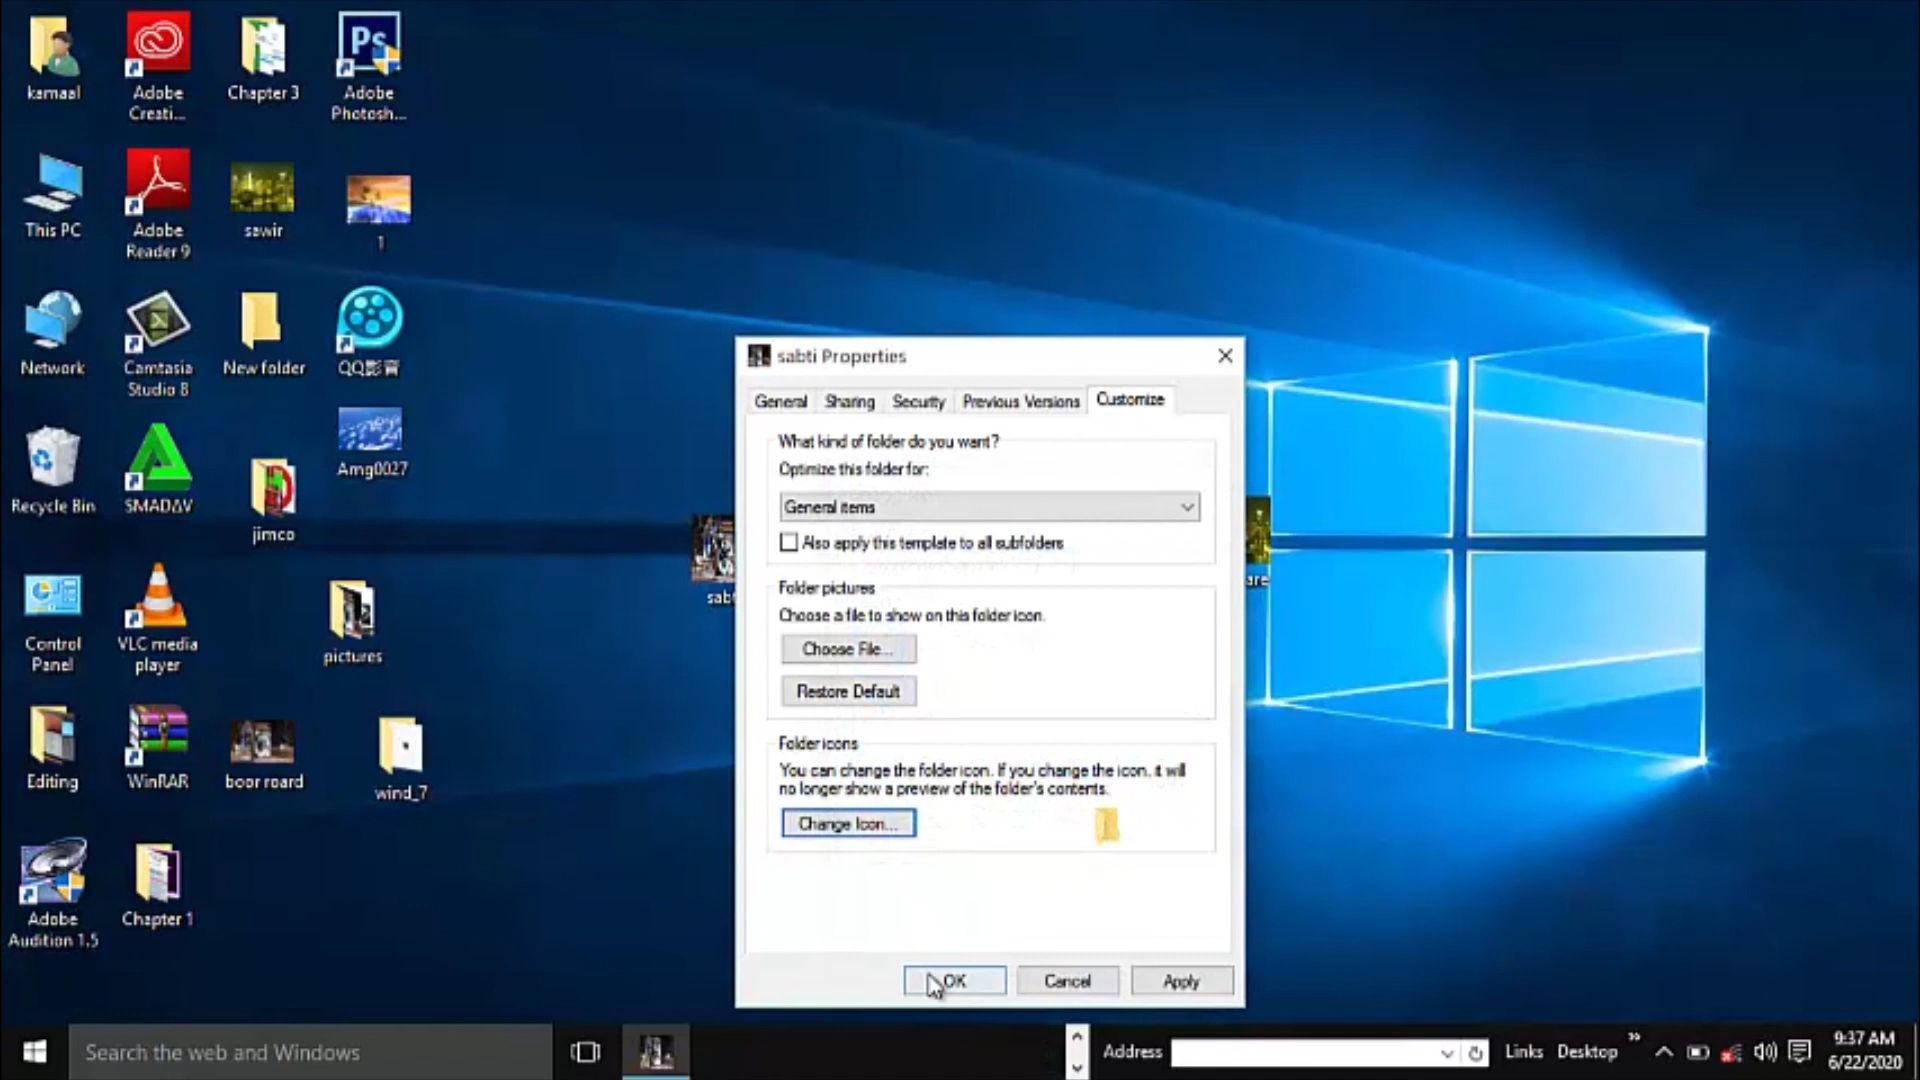 kamaal
Adobe
Creati...
Chapter 3
Ps
Adobe
Photosh...
This PC
Adobe
Reader 9
sawir
1
Network
Camtasia
Studio 8
New folder
QQ影音
Recycle Bin
SMADΔV
jimco
Amg0027
Control
Panel
VLC media
player
pictures
Editing
WinRAR
boor roard
wind_7
Adobe
Audition 1.5
Chapter 1
sabti
are
sabti Properties
General
Sharing
Security
Previous Versions
Customize
What kind of folder do you want?
Optimize this folder for:
General items
Also apply this template to all subfolders
Folder pictures
Choose a file to show on this folder icon.
Choose File...
Restore Default
Folder icons
You can change the folder icon. If you change the icon, it will
no longer show a preview of the folder's contents.
Change Icon...
OK
Cancel
Apply
Search the web and Windows
Address
Links
Desktop
9:37 AM
6/22/2020